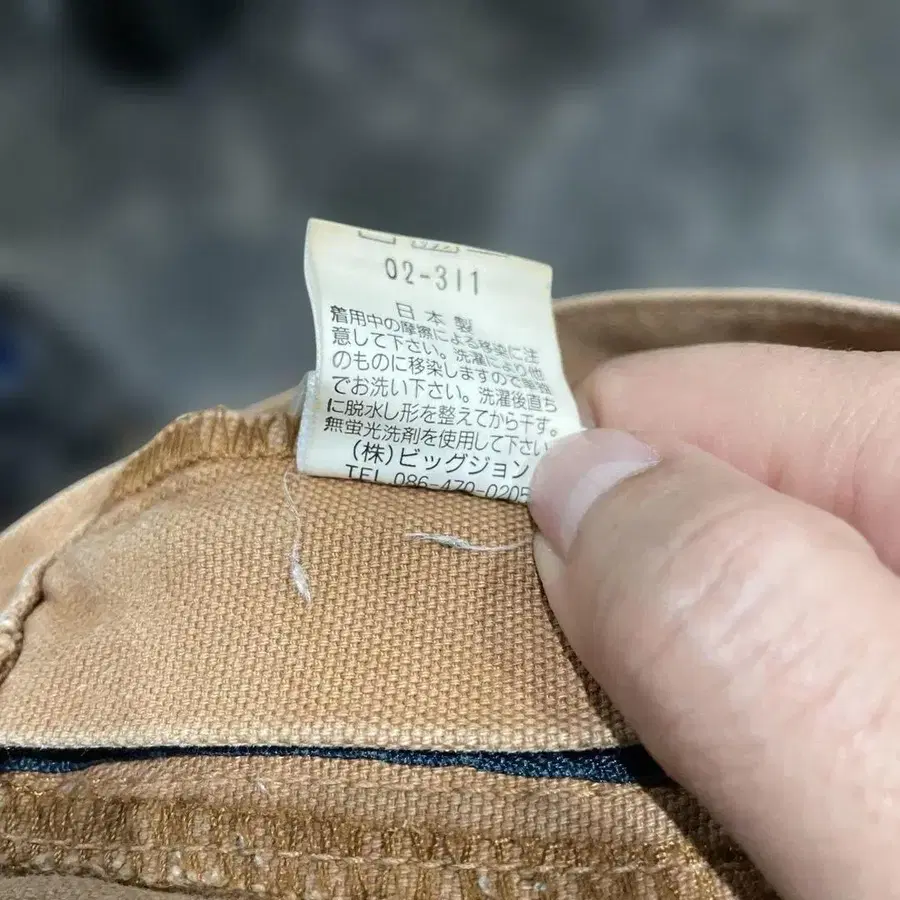 02-311
日本製
着用中の摩擦による移染に注
意して下さい。洗濯により他
のものに移染しますので単独
でお洗い下さい。洗濯後直ち
に脱水し形を整えてから干す。
無蛍光洗剤を使用して下さい
(株)ビッグジョン
TEL 086-470-0205